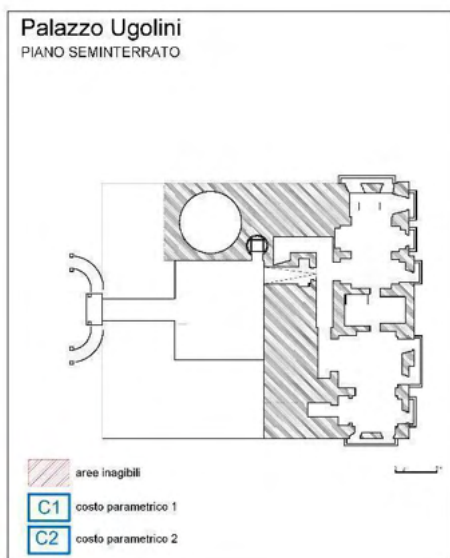 Palazzo Ugolini
PIANO SEMINTERRATO
aree inagibili
C1 costo parametrico 1
C2 costo parametrico 2